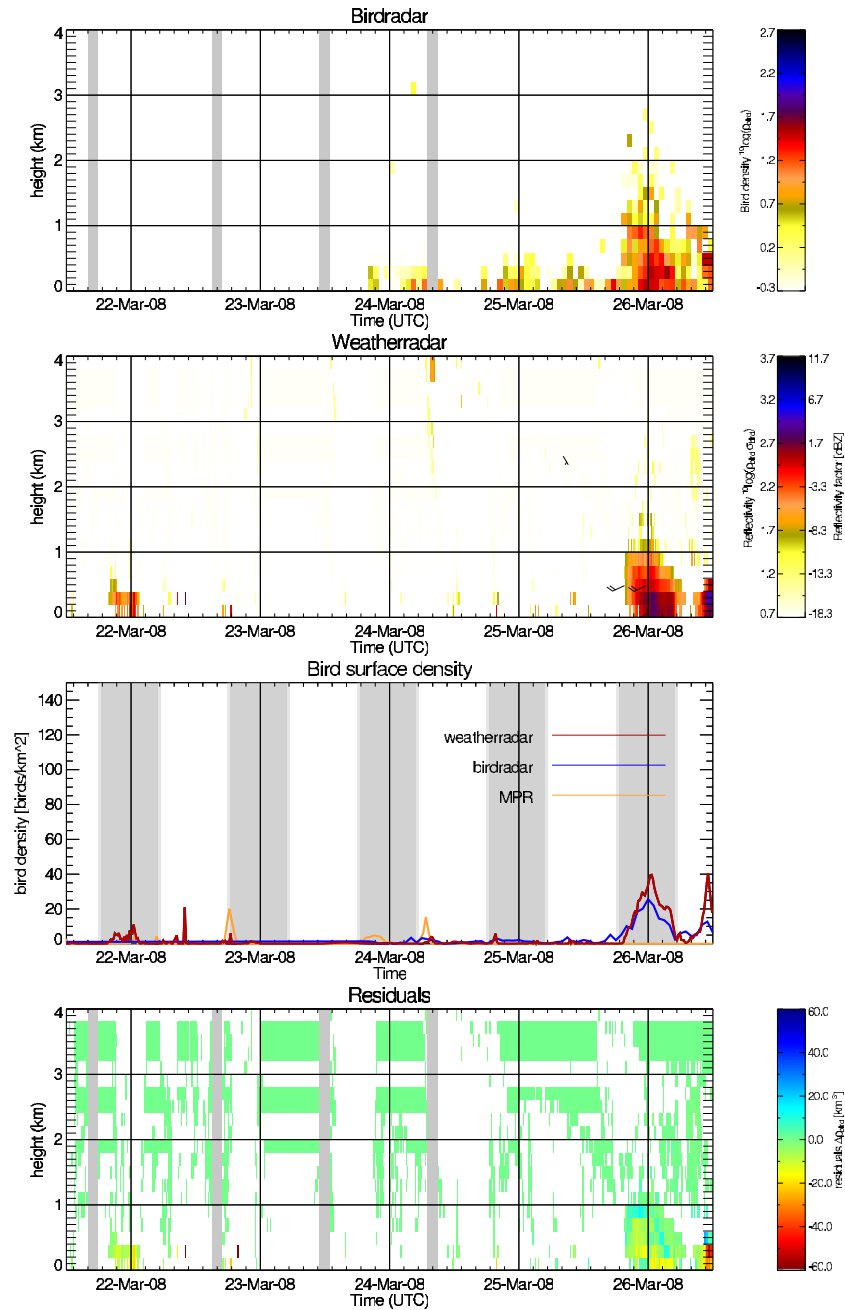 Birdradar
4
3
2
1
0
height (km)
22-Mar-08 23-Mar-08 24-Mar-08 25-Mar-08 26-Mar-08
Time (UTC)
2.7
2.2
1.7
1.2
0.7
0.2
-0.3
Weatherradar
4
3
2
1
0
height (km)
22-Mar-08 23-Mar-08 24-Mar-08 25-Mar-08 26-Mar-08
Time (UTC)
3.7 11.7
3.2 6.7
2.7 1.7
2.2 -3.3
1.7 -8.3
1.2 -13.3
0.7 -18.3
Reflectivity factor [dBZ]
Bird surface density
140
120
100
80
60
40
20
0
bird density [birds/km^2]
weatherradar
birdradar
MPR
22-Mar-08 23-Mar-08 24-Mar-08 25-Mar-08 26-Mar-08
Time
Residuals
4
3
2
1
0
height (km)
22-Mar-08 23-Mar-08 24-Mar-08 25-Mar-08 26-Mar-08
Time (UTC)
60.0
40.0
20.0
0.0
-20.0
-40.0
-60.0